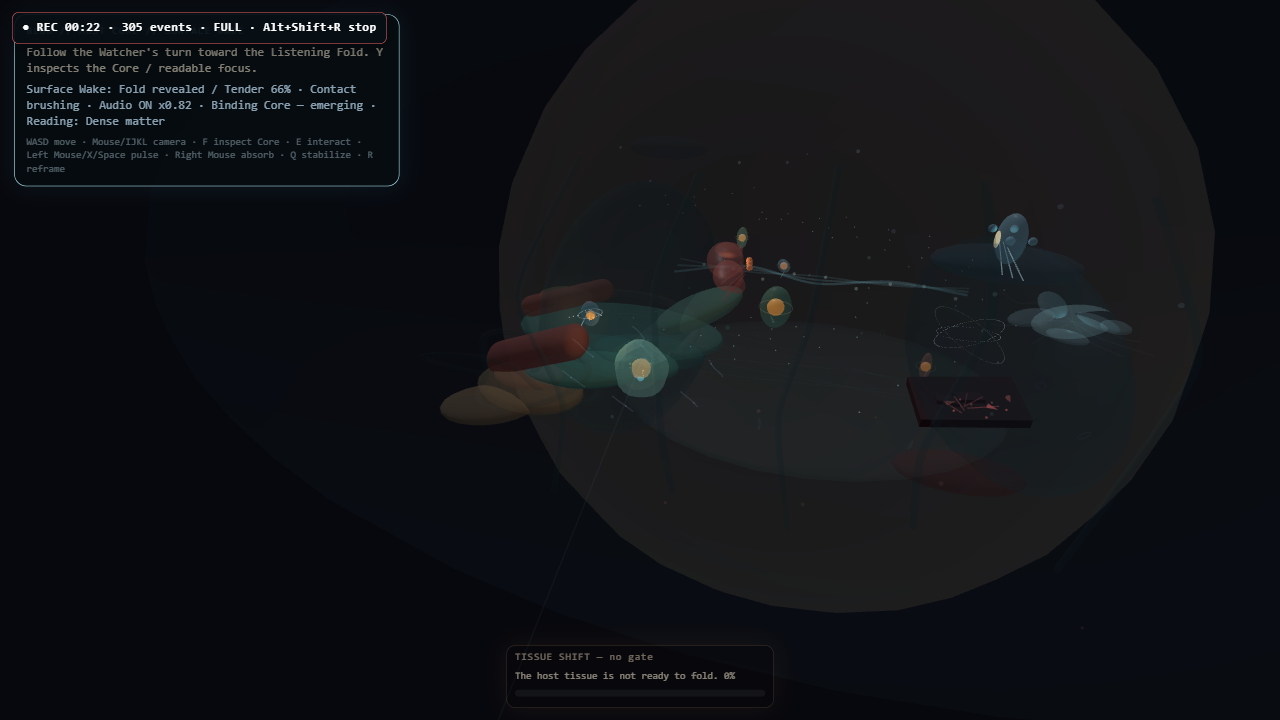 ● REC 00:22 · 305 events · FULL · Alt+Shift+R stop
Follow the Watcher's turn toward the Listening Fold. Y
inspects the Core / readable focus.
Surface Wake: Fold revealed / Tender 66% · Contact
brushing · Audio ON x0.82 · Binding Core — emerging ·
Reading: Dense matter
WASD move · Mouse/IJKL camera · F inspect Core · E interact ·
Left Mouse/X/Space pulse · Right Mouse absorb · Q stabilize · R
reframe
TISSUE SHIFT — no gate
The host tissue is not ready to fold. 0%